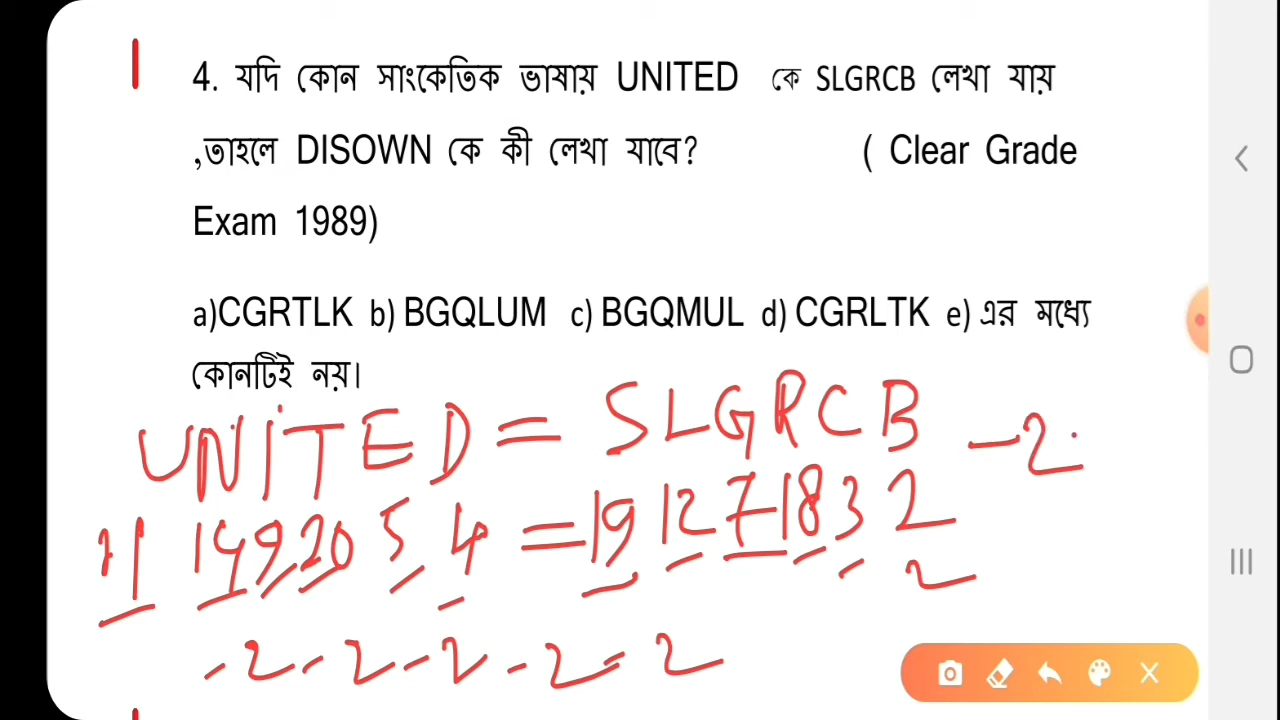 4. যদি কোন সাংকেতিক ভাষায় UNITED কে SLGRCB লেখা যায়
,তাহলে DISOWN কে কী লেখা যাবে? ( Clear Grade
Exam 1989)
a)CGRTLK b) BGQLUM c) BGQMUL d) CGRLTK e) এর মধ্যে
কোনটিই নয়।
UNITED = SLGRCB -2
21 14 9 20 5 4 = 19 12 7 18 3 2
-2 -2 -2 -2 -2